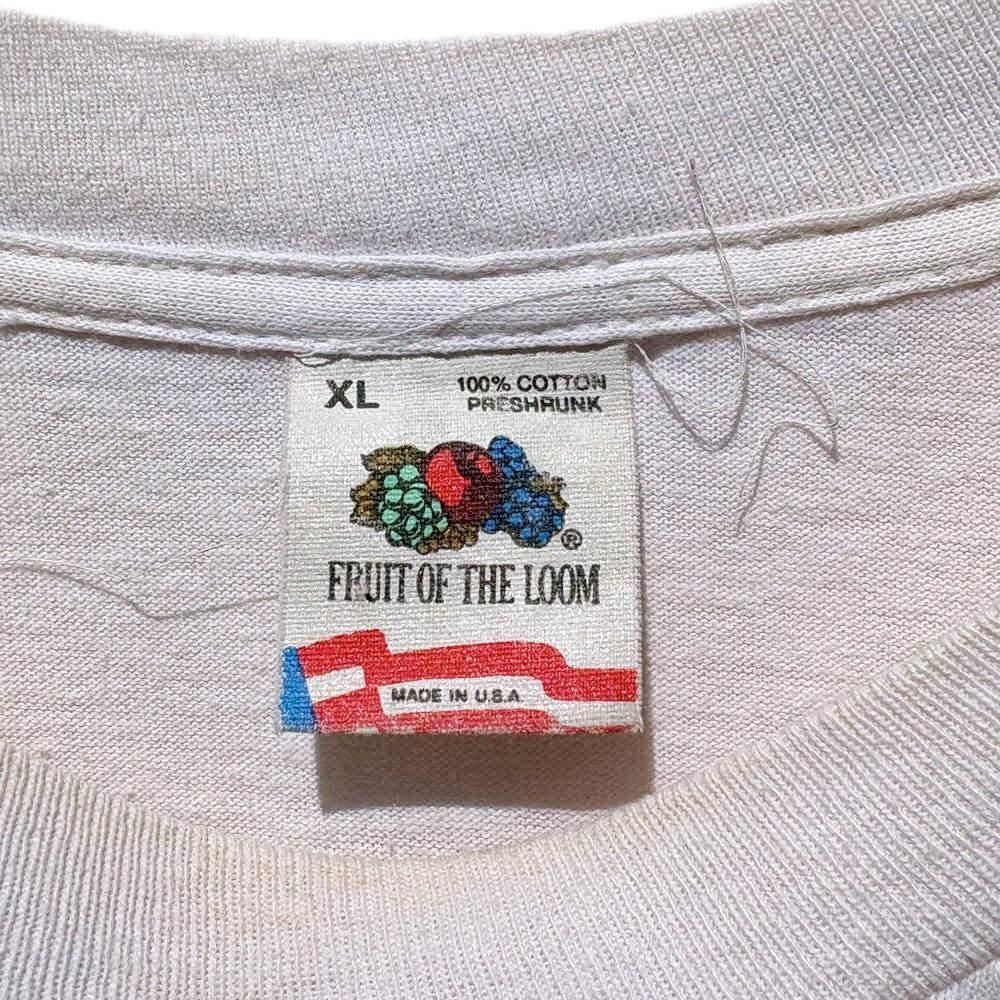 XL
100% COTTON
PRESHRUNK
®
FRUIT OF THE LOOM
MADE IN U.S.A.